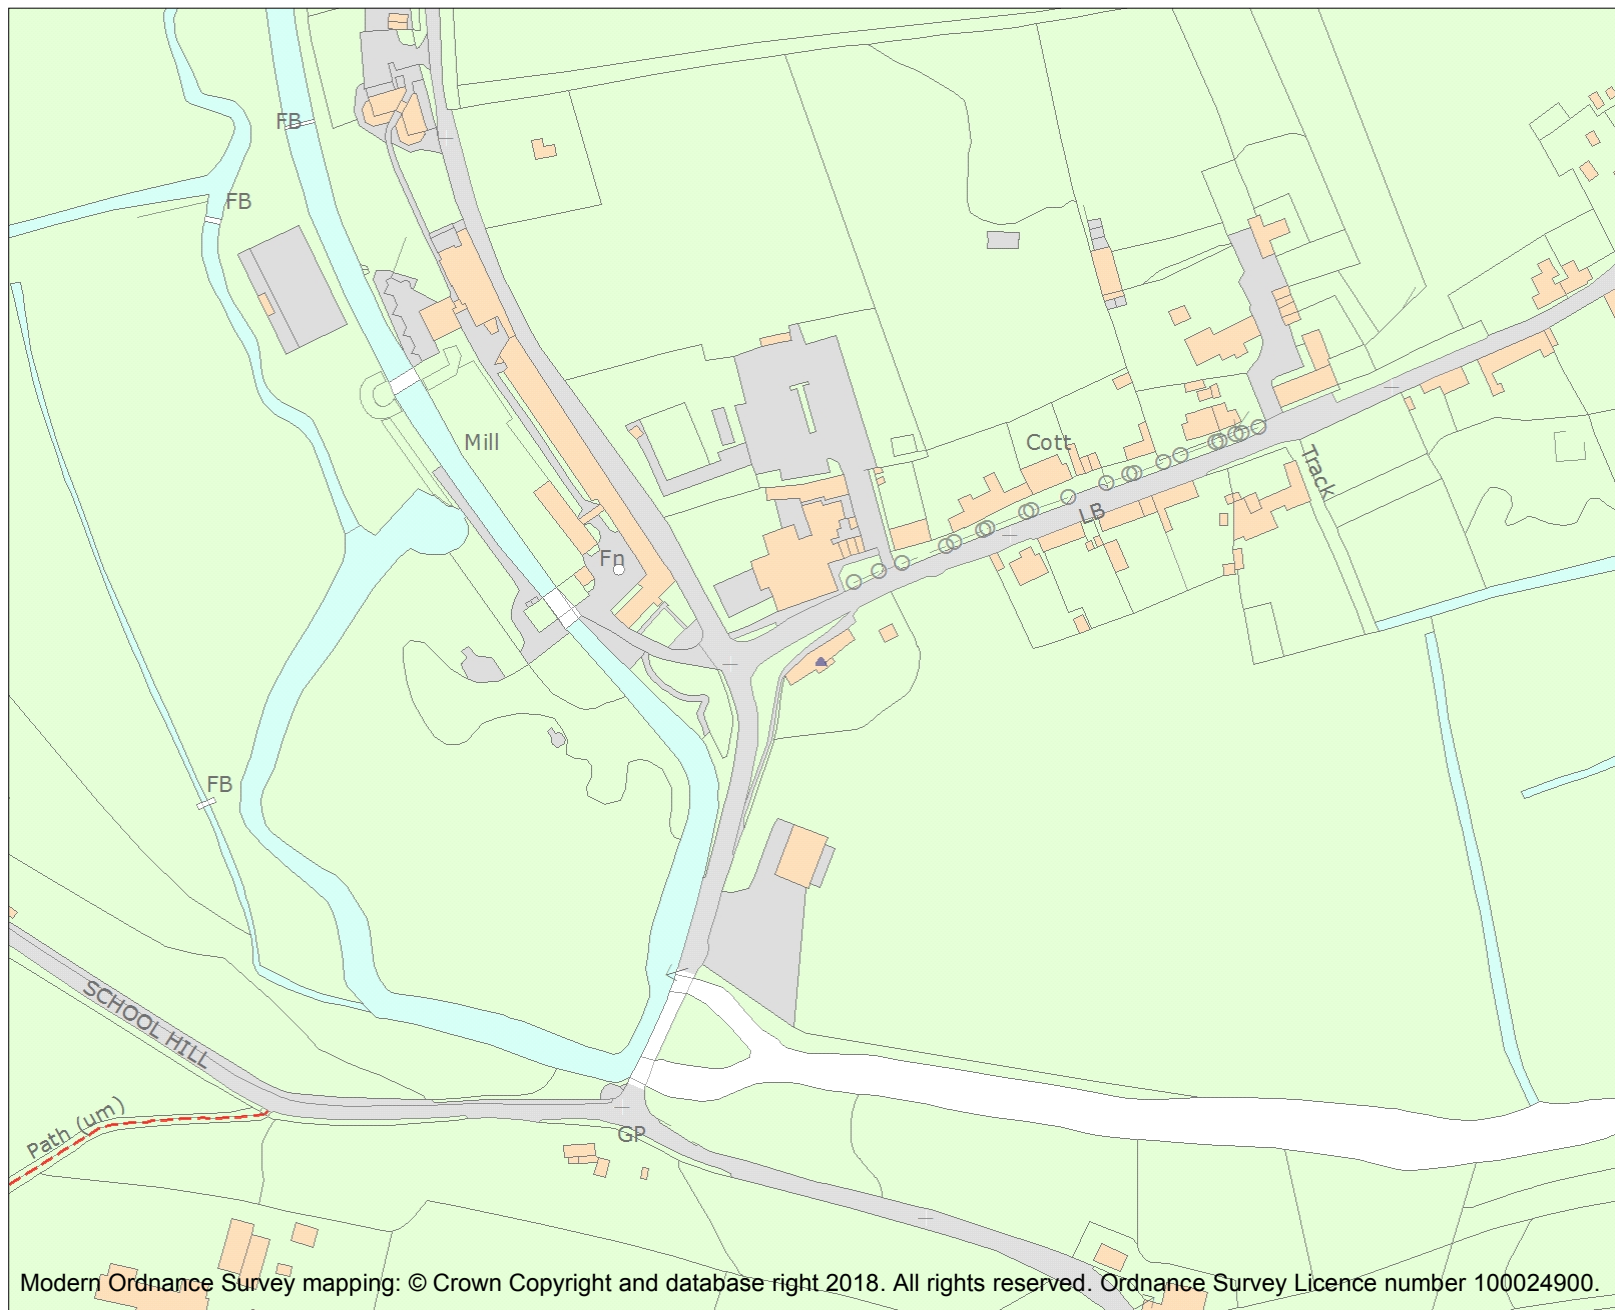 FB
FB
Mill
Cott
Track
LB
Fn
FB
SCHOOL HILL
Path (um)
GP
Modern Ordnance Survey mapping: © Crown Copyright and database right 2018. All rights reserved. Ordnance Survey Licence number 100024900.